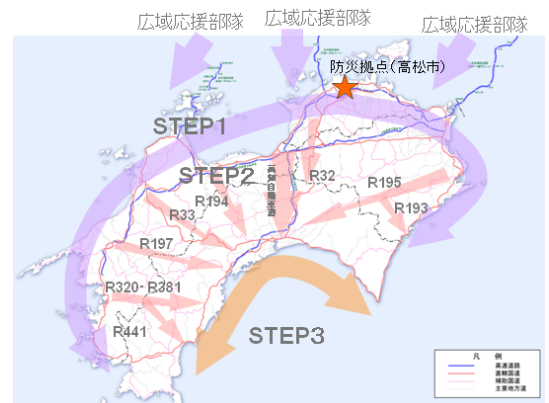 広域応援部隊
広域応援部隊
広域応援部隊
防災拠点(高松市)
STEP1
STEP2
高知自動車道
R32
R195
R194
R33
R193
R197
R320・R381
R441
STEP3
凡 例
高速道路
直轄国道
補助国道
主要地方道